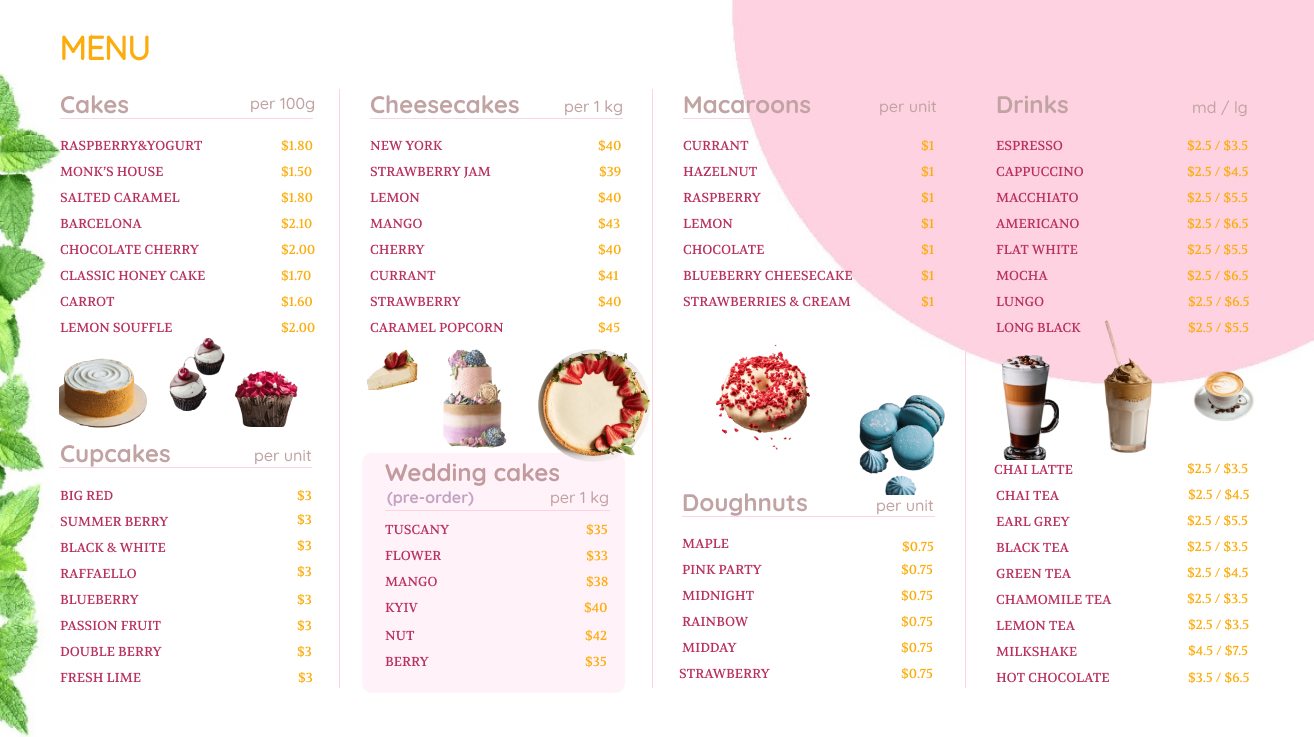 MENU
Cakes per 100g
RASPBERRY&YOGURT $1.80
MONK'S HOUSE $1.50
SALTED CARAMEL $1.80
BARCELONA $2.10
CHOCOLATE CHERRY $2.00
CLASSIC HONEY CAKE $1.70
CARROT $1.60
LEMON SOUFFLE $2.00
Cupcakes per unit
BIG RED $3
SUMMER BERRY $3
BLACK & WHITE $3
RAFFAELLO $3
BLUEBERRY $3
PASSION FRUIT $3
DOUBLE BERRY $3
FRESH LIME $3
Cheesecakes per 1 kg
NEW YORK $40
STRAWBERRY JAM $39
LEMON $40
MANGO $43
CHERRY $40
CURRANT $41
STRAWBERRY $40
CARAMEL POPCORN $45
Wedding cakes
(pre-order) per 1 kg
TUSCANY $35
FLOWER $33
MANGO $38
KYIV $40
NUT $42
BERRY $35
Macaroons per unit
CURRANT $1
HAZELNUT $1
RASPBERRY $1
LEMON $1
CHOCOLATE $1
BLUEBERRY CHEESECAKE $1
STRAWBERRIES & CREAM $1
Doughnuts per unit
MAPLE $0.75
PINK PARTY $0.75
MIDNIGHT $0.75
RAINBOW $0.75
MIDDAY $0.75
STRAWBERRY $0.75
Drinks md / lg
ESPRESSO $2.5 / $3.5
CAPPUCCINO $2.5 / $4.5
MACCHIATO $2.5 / $5.5
AMERICANO $2.5 / $6.5
FLAT WHITE $2.5 / $5.5
MOCHA $2.5 / $6.5
LUNGO $2.5 / $6.5
LONG BLACK $2.5 / $5.5
CHAI LATTE $2.5 / $3.5
CHAI TEA $2.5 / $4.5
EARL GREY $2.5 / $5.5
BLACK TEA $2.5 / $3.5
GREEN TEA $2.5 / $4.5
CHAMOMILE TEA $2.5 / $3.5
LEMON TEA $2.5 / $3.5
MILKSHAKE $4.5 / $7.5
HOT CHOCOLATE $3.5 / $6.5